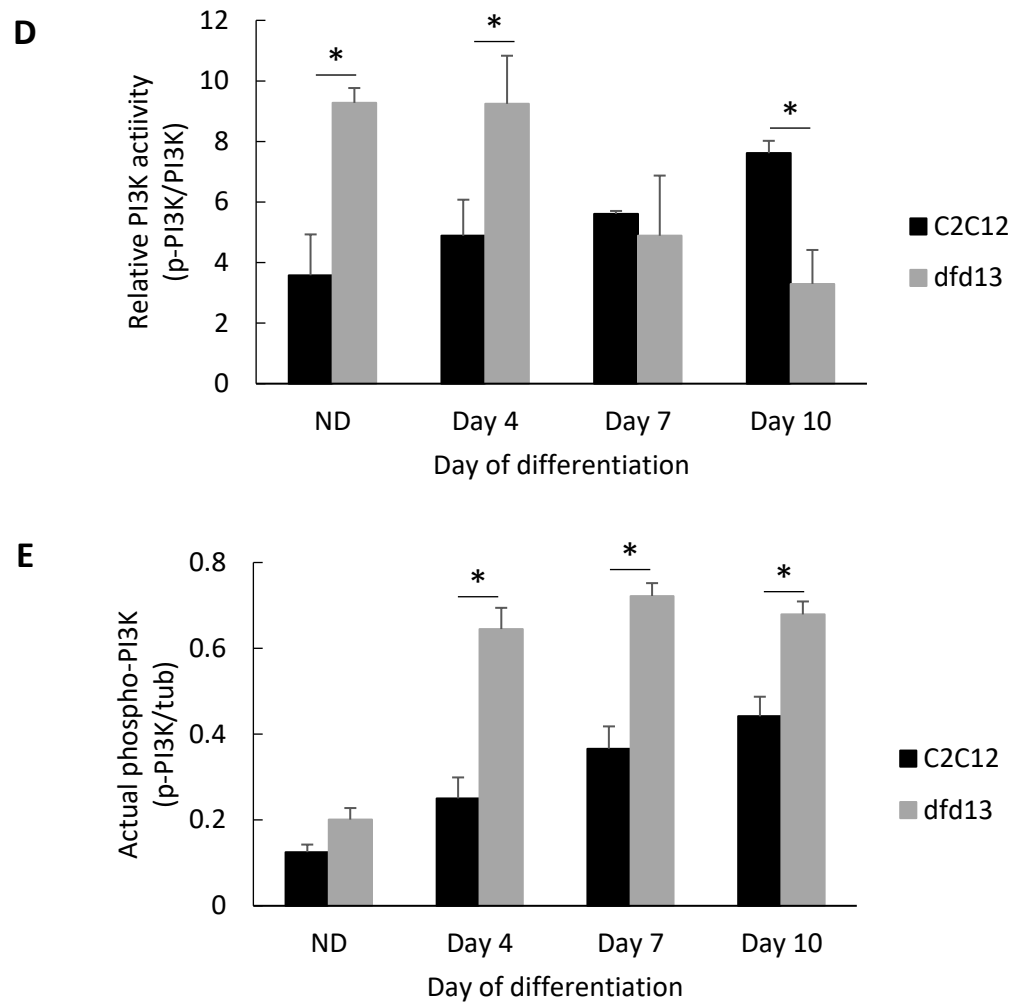 D
Relative PI3K actiivity
(p-PI3K/PI3K)
12
10
8
6
4
2
0
*
*
*
ND
Day 4
Day 7
Day 10
Day of differentiation
C2C12
dfd13
E
Actual phospho-PI3K
(p-PI3K/tub)
0.8
0.6
0.4
0.2
0
*
*
*
ND
Day 4
Day 7
Day 10
Day of differentiation
C2C12
dfd13